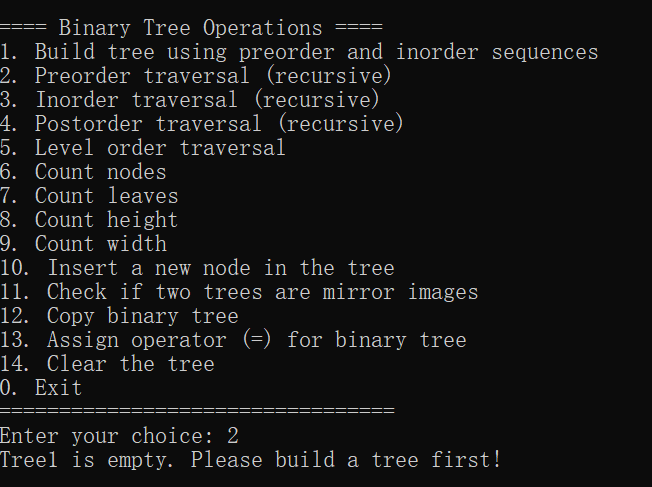 ==== Binary Tree Operations ====
1. Build tree using preorder and inorder sequences
2. Preorder traversal (recursive)
3. Inorder traversal (recursive)
4. Postorder traversal (recursive)
5. Level order traversal
6. Count nodes
7. Count leaves
8. Count height
9. Count width
10. Insert a new node in the tree
11. Check if two trees are mirror images
12. Copy binary tree
13. Assign operator (=) for binary tree
14. Clear the tree
0. Exit
=================================
Enter your choice: 2
Tree1 is empty. Please build a tree first!